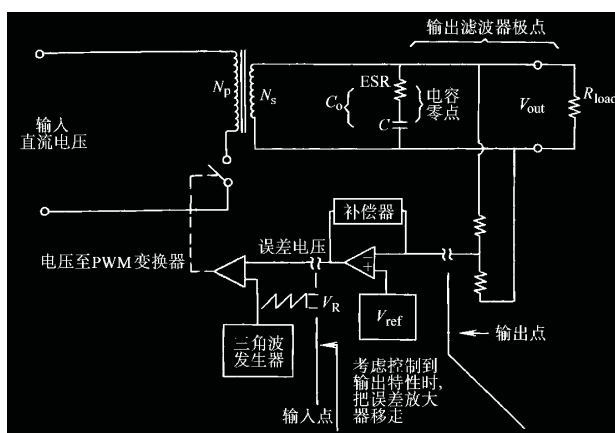 输出滤波器极点
ESR
Np
Ns
Co
C
电容
零点
Vout
Rload
输入
直流电压
补偿器
误差电压
电压至PWM变换器
−
+
VR
Vref
三角波
发生器
输出点
考虑控制到
输出特性时,
把误差放大
器移走
输入点